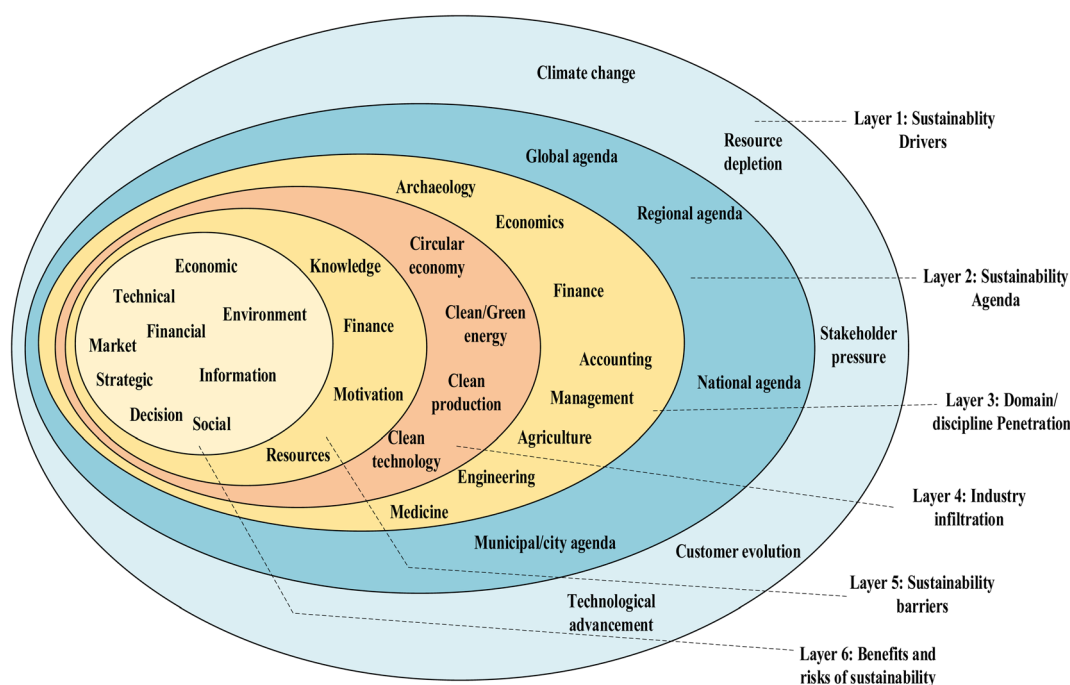 Climate change
Resource
depletion
Stakeholder
pressure
Customer evolution
Technological
advancement
Global agenda
Regional agenda
National agenda
Municipal/city agenda
Archaeology
Economics
Finance
Accounting
Management
Agriculture
Engineering
Medicine
Circular
economy
Clean/Green
energy
Clean
production
Clean
technology
Knowledge
Finance
Motivation
Resources
Economic
Technical
Environment
Financial
Market
Strategic
Information
Decision
Social
Layer 1: Sustainablity
Drivers
Layer 2: Sustainability
Agenda
Layer 3: Domain/
discipline Penetration
Layer 4: Industry
infiltration
Layer 5: Sustainability
barriers
Layer 6: Benefits and
risks of sustainability